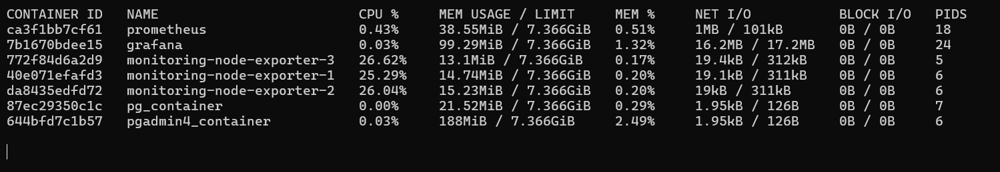 CONTAINER ID   NAME                         CPU %     MEM USAGE / LIMIT     MEM %     NET I/O           BLOCK I/O   PIDS
ca3f1bb7cf61   prometheus                   0.43%     38.55MiB / 7.366GiB   0.51%     1MB / 101kB       0B / 0B     18
7b1670bdee15   grafana                      0.03%     99.29MiB / 7.366GiB   1.32%     16.2MB / 17.2MB   0B / 0B     24
772f84d6a2d9   monitoring-node-exporter-3   26.62%    13.1MiB / 7.366GiB    0.17%     19.4kB / 312kB    0B / 0B     5
40e071efafd3   monitoring-node-exporter-1   25.29%    14.74MiB / 7.366GiB   0.20%     19.1kB / 311kB    0B / 0B     6
da8435edfd72   monitoring-node-exporter-2   26.04%    15.23MiB / 7.366GiB   0.20%     19kB / 311kB      0B / 0B     6
87ec29350c1c   pg_container                 0.00%     21.52MiB / 7.366GiB   0.29%     1.95kB / 126B     0B / 0B     7
644bfd7c1b57   pgadmin4_container           0.03%     188MiB / 7.366GiB     2.49%     1.95kB / 126B     0B / 0B     6